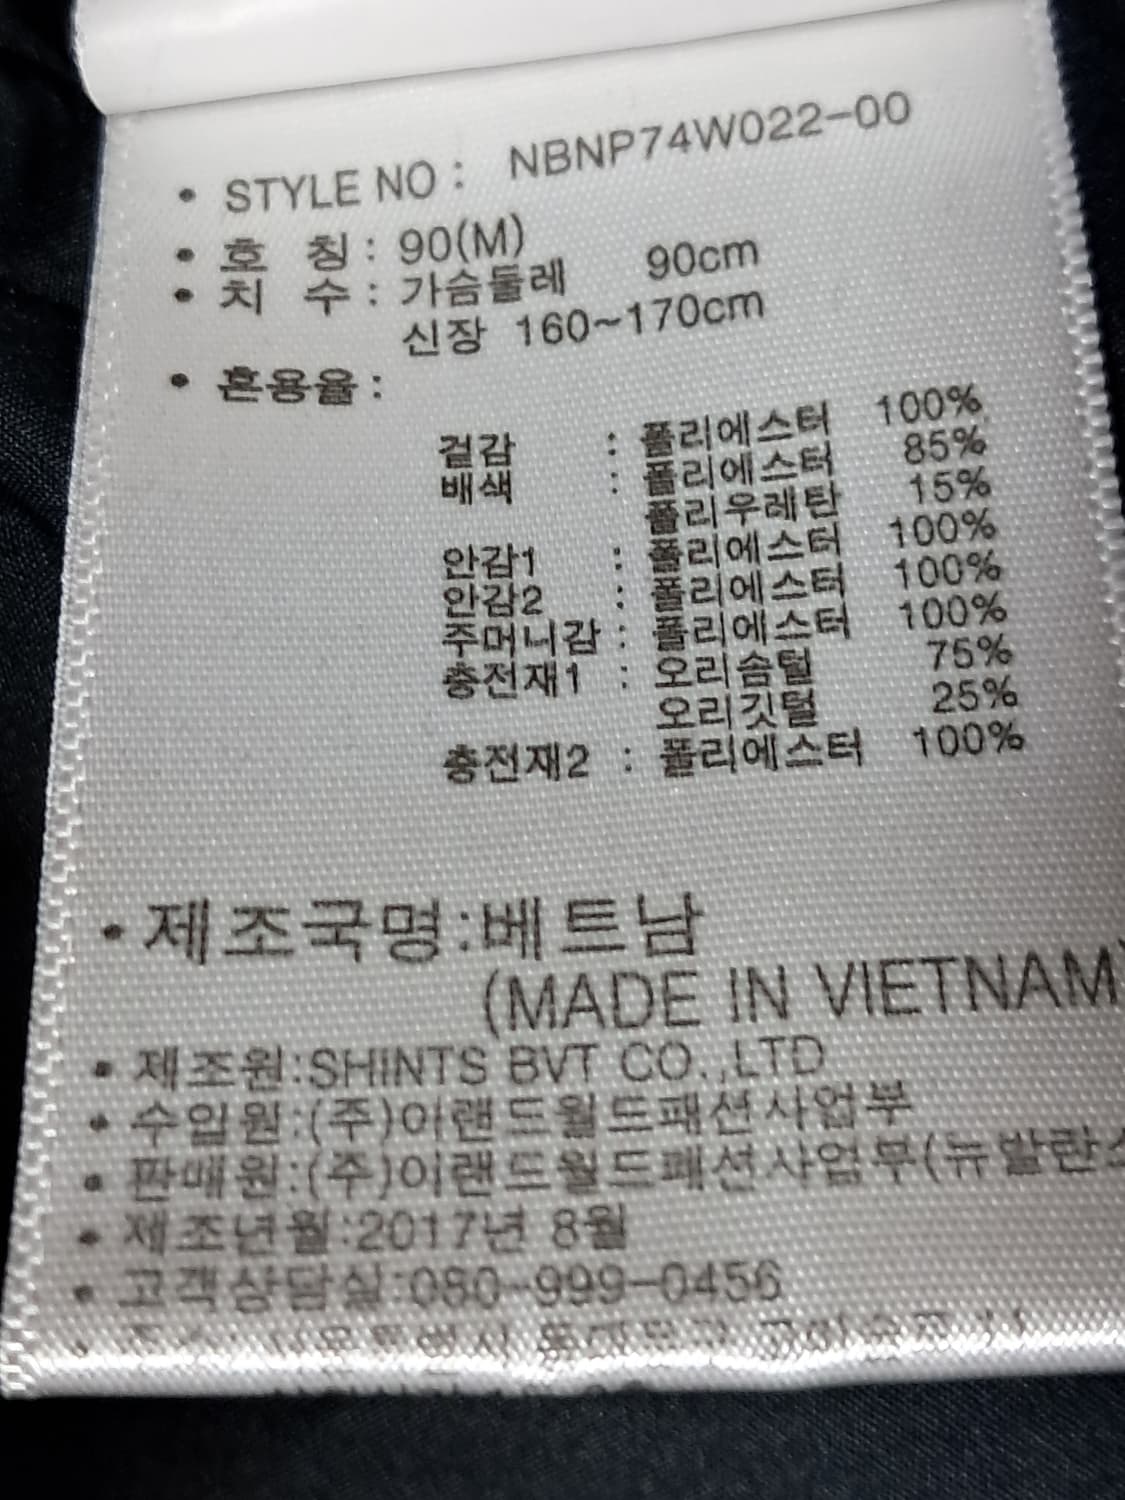 • STYLE NO : NBNP74W022-00
• 호 칭 : 90(M)
• 치 수 : 가슴둘레 90cm
신장 160~170cm
• 혼용율 :
겉감 : 폴리에스터 100%
배색 : 폴리에스터 85%
폴리우레탄 15%
안감1 : 폴리에스터 100%
안감2 : 폴리에스터 100%
주머니감 : 폴리에스터 100%
충전재1 : 오리솜털 75%
오리깃털 25%
충전재2 : 폴리에스터 100%
• 제조국명:베트남
(MADE IN VIETNAM)
• 제조원:SHINTS BVT CO.,LTD
• 수입원:(주)이랜드월드패션사업부
• 판매원:(주)이랜드월드패션사업부(뉴발란스
• 제조년월:2017년 8월
• 고객상담실:080-999-0456